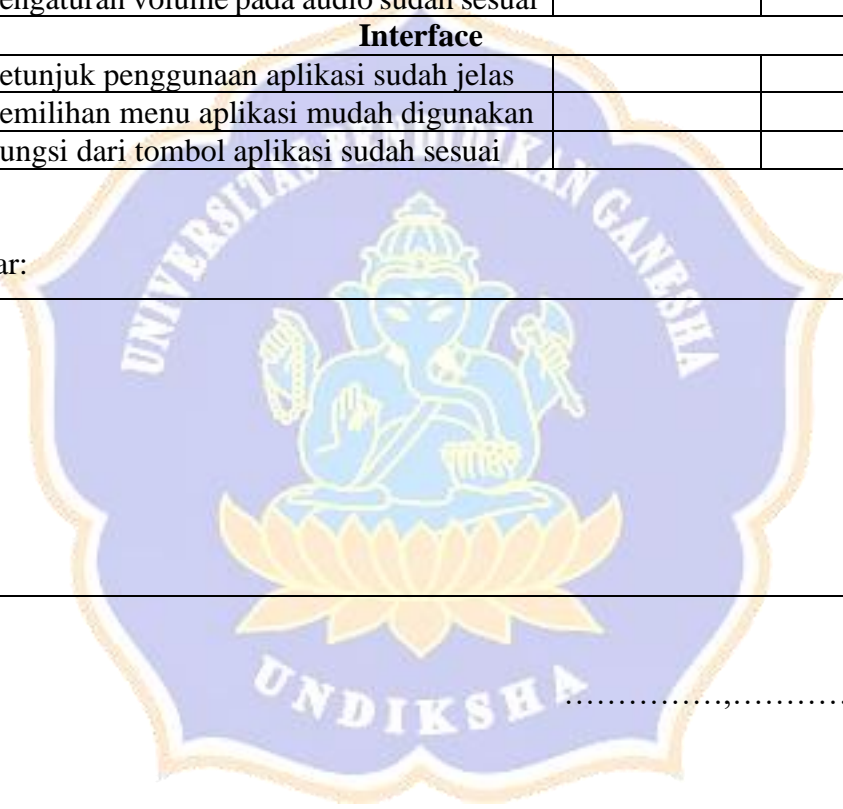 engaturan volume pada audio sudah sesuai
Interface
etunjuk penggunaan aplikasi sudah jelas
emilihan menu aplikasi mudah digunakan
ungsi dari tombol aplikasi sudah sesuai
UNIVERSITAS PENDIDIKAN GANESHA
ar:
UNDIKSHA
……………,…………